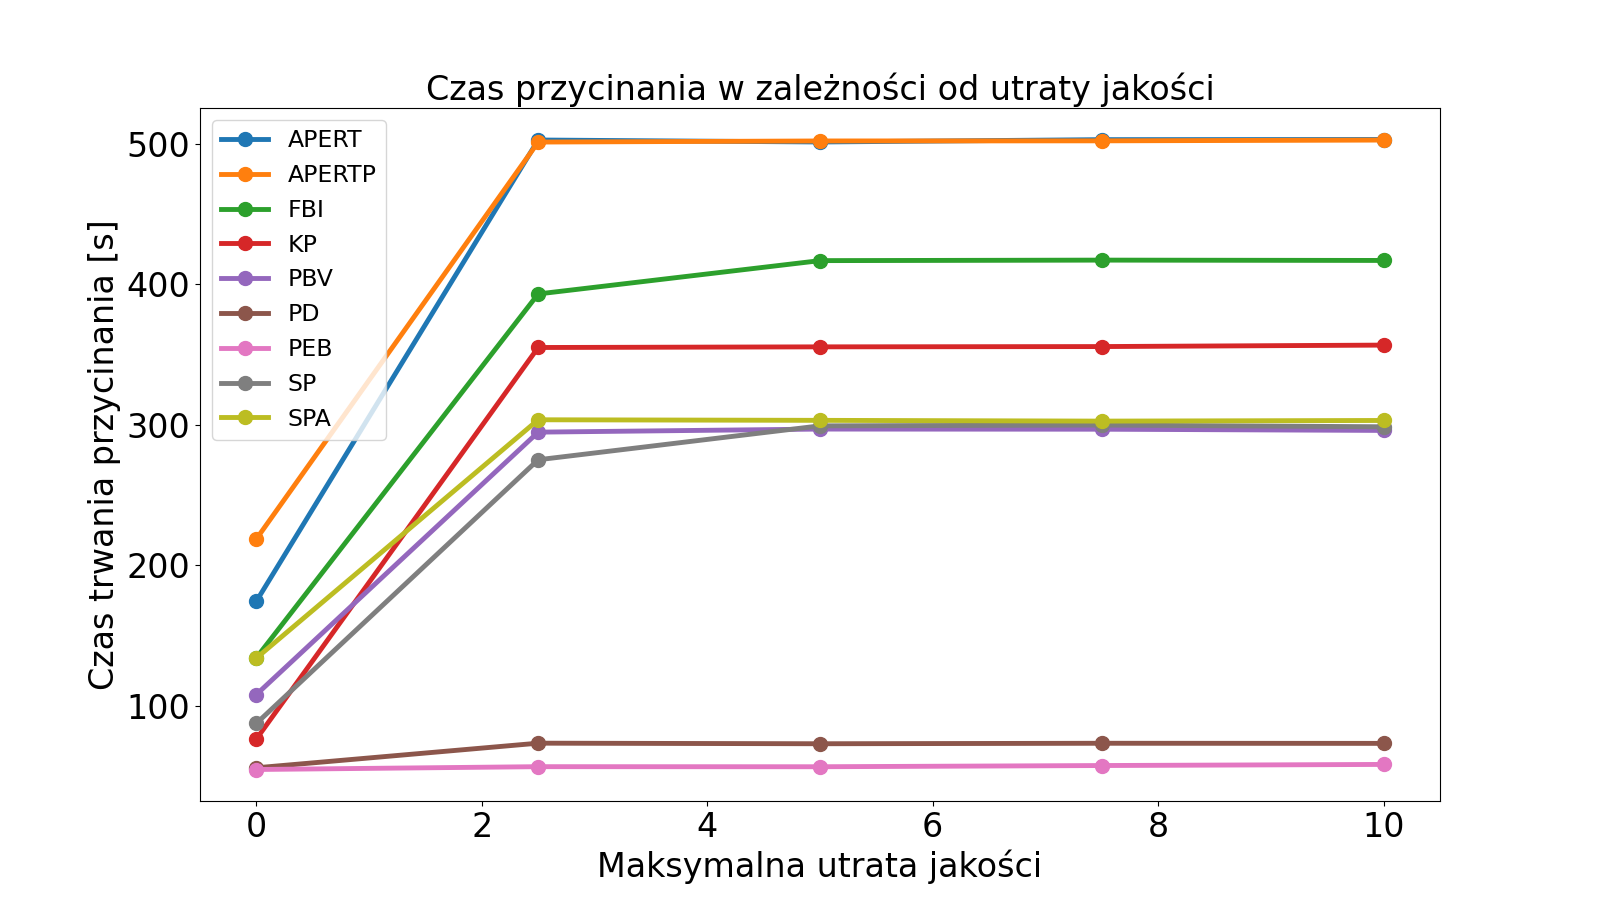 Czas przycinania w zależności od utraty jakości
Czas trwania przycinania [s]
500
400
300
200
100
APERT
APERTP
FBI
KP
PBV
PD
PEB
SP
SPA
0 2 4 6 8 10
Maksymalna utrata jakości